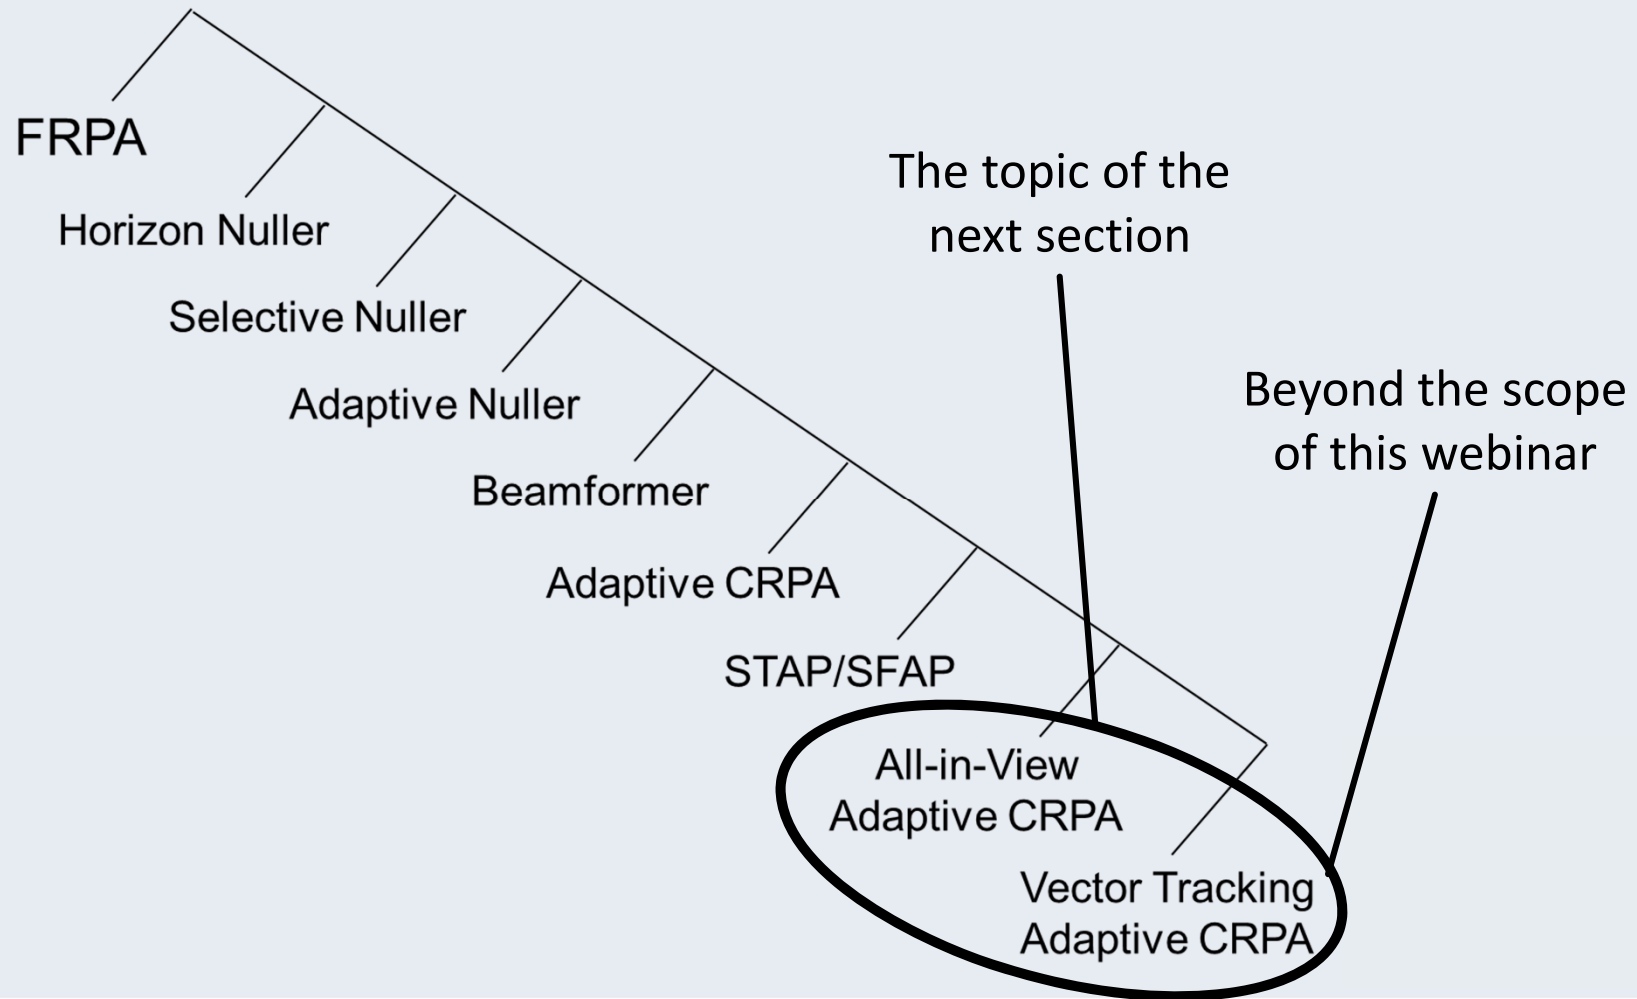 FRPA
Horizon Nuller
Selective Nuller
Adaptive Nuller
Beamformer
Adaptive CRPA
STAP/SFAP
All-in-View
Adaptive CRPA
Vector Tracking
Adaptive CRPA
The topic of the
next section
Beyond the scope
of this webinar